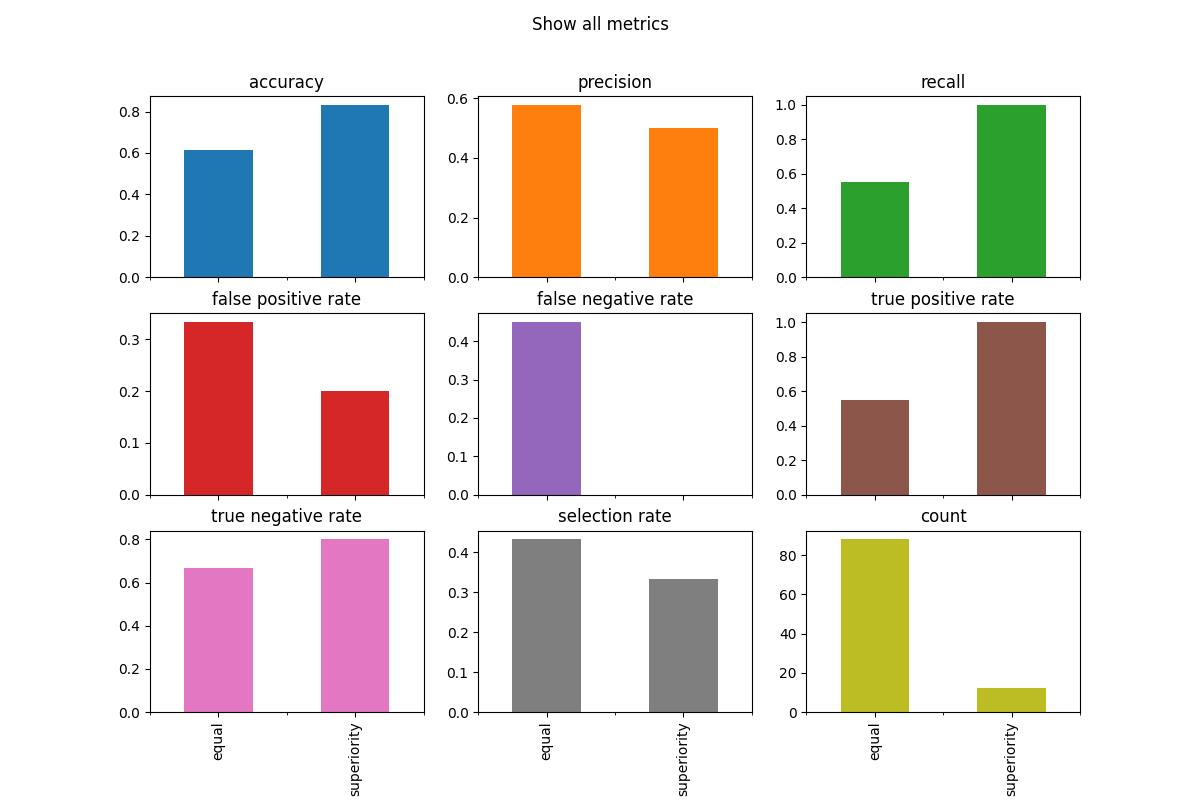 Show all metrics
accuracy
0.8
0.6
0.4
0.2
0.0
precision
0.6
0.4
0.2
0.0
recall
1.0
0.8
0.6
0.4
0.2
0.0
false positive rate
0.3
0.2
0.1
0.0
false negative rate
0.4
0.3
0.2
0.1
0.0
true positive rate
1.0
0.8
0.6
0.4
0.2
0.0
true negative rate
0.8
0.6
0.4
0.2
0.0
equal
superiority
selection rate
0.4
0.3
0.2
0.1
0.0
equal
superiority
count
80
60
40
20
0
equal
superiority